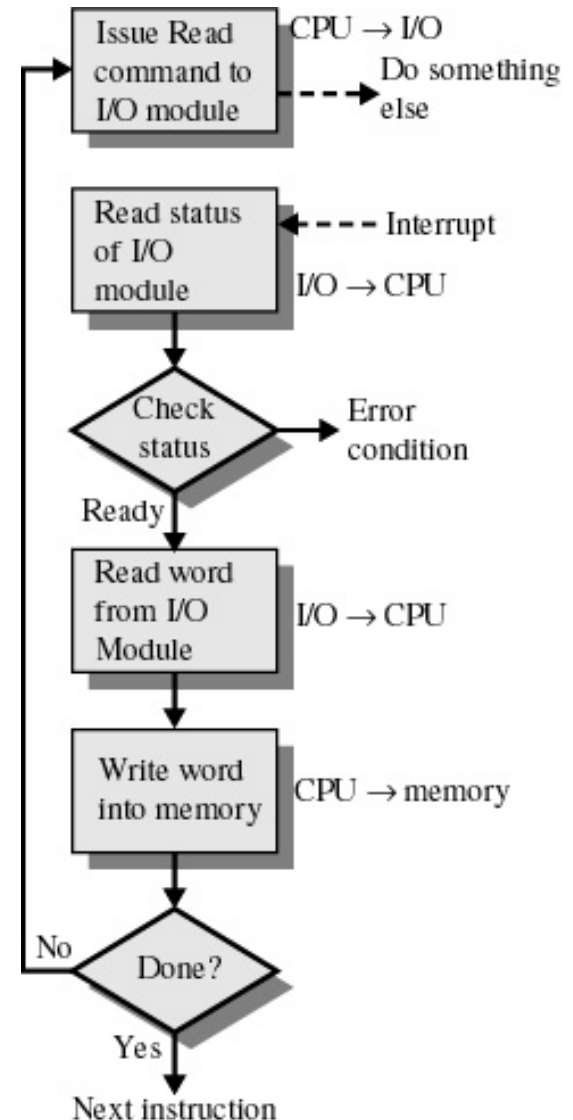 Issue Read
command to
I/O module
CPU → I/O
Do something
else
Read status
of I/O
module
Interrupt
I/O → CPU
Check
status
Error
condition
Ready
Read word
from I/O
Module
I/O → CPU
Write word
into memory
CPU → memory
No
Done?
Yes
Next instruction